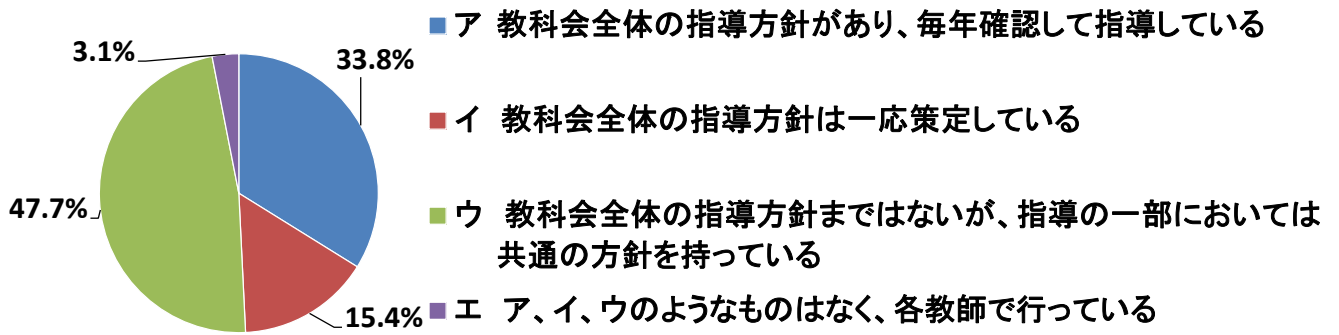 3.1%
33.8%
47.7%
15.4%
ア 教科会全体の指導方針があり、毎年確認して指導している
イ 教科会全体の指導方針は一応策定している
ウ 教科会全体の指導方針まではないが、指導の一部においては
共通の方針を持っている
エ ア、イ、ウのようなものはなく、各教師で行っている